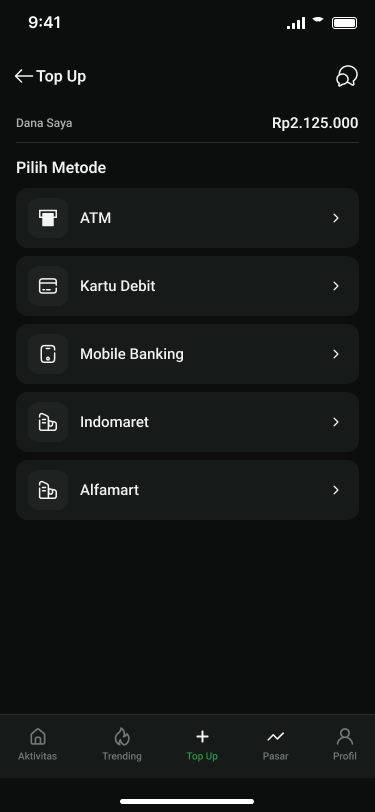 9:41
Top Up
Dana Saya
Rp2.125.000
Pilih Metode
ATM
Kartu Debit
Mobile Banking
Indomaret
Alfamart
Aktivitas
Trending
Top Up
Pasar
Profil